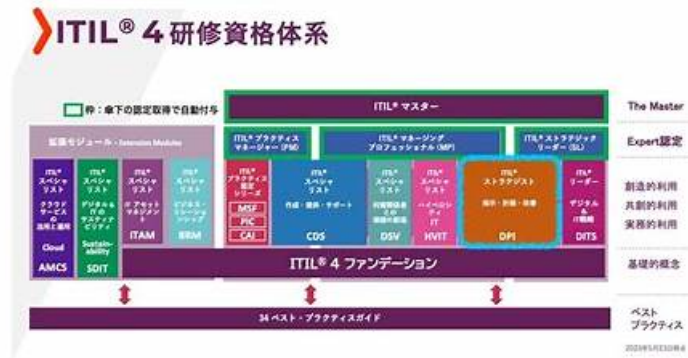 ITIL® 4 研修資格体系
枠：傘下の認定取得で自動付与
ITIL® マスター
The Master
拡張モジュール - Extension Modules
ITIL® プラクティス
マネージャー (PM)
ITIL® マネージング
プロフェッショナル (MP)
ITIL® ストラテジック
リーダー (SL)
Expert認定
ITIL®
スペシャ
リスト
クラウド
サービス
の
活用と運用
Cloud
AMCS
ITIL®
スペシャ
リスト
デジタル&
ITの
サスティナ
ビリティ
Sustain-
ability
SDIT
ITIL®
スペシャ
リスト
IT アセット
マネジメン
ト
ITAM
ITIL®
スペシャ
リスト
ビジネス・
リレーショ
ンシップ
BRM
ITIL®
プラクティス
認定
シリーズ
MSF
PIC
CAI
ITIL®
スペシャ
リスト
作成・提供・サポート
CDS
ITIL®
スペシャ
リスト
利害関係者
との
DSV
ITIL®
スペシャ
リスト
ハイベロシ
ティ
IT
HVIT
ITIL®
ストラテジスト
指示・計画・改善
DPI
ITIL®
リーダー
デジタル
&
IT戦略
DITS
創造的利用
共創的利用
実務的利用
ITIL® 4 ファンデーション
基礎的概念
34 ベスト・プラクティスガイド
ベスト
プラクティス